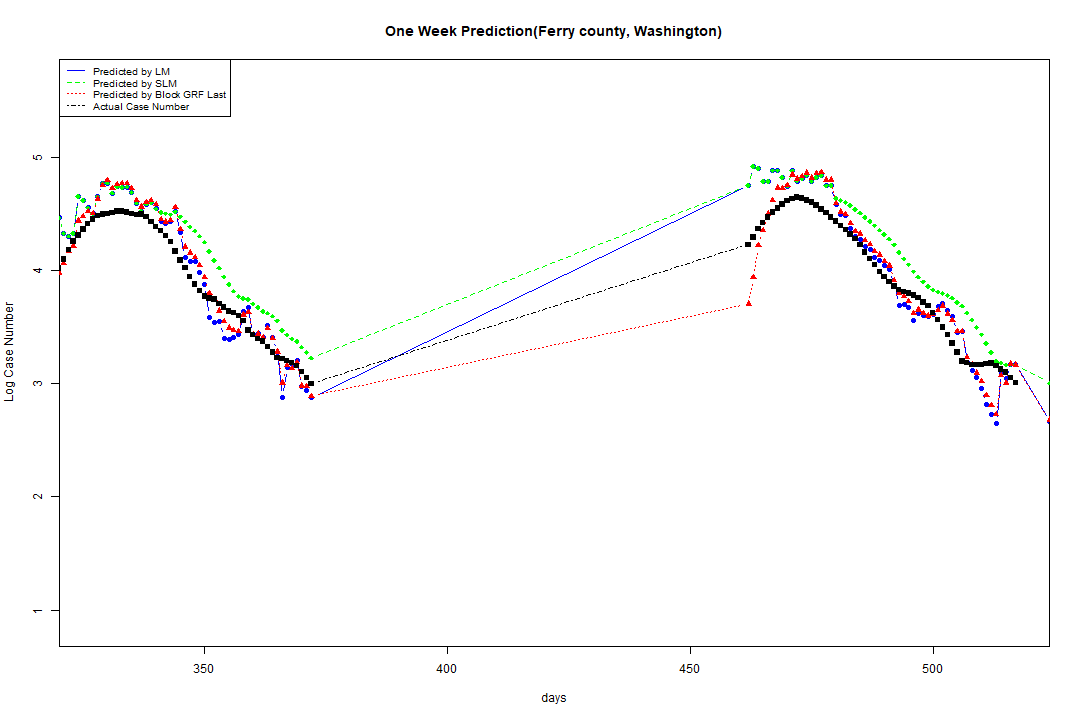 One Week Prediction(Ferry county, Washington)
Predicted by LM
Predicted by SLM
Predicted by Block GRF Last
Actual Case Number
5
4
3
2
1
Log Case Number
350 400 450 500
days